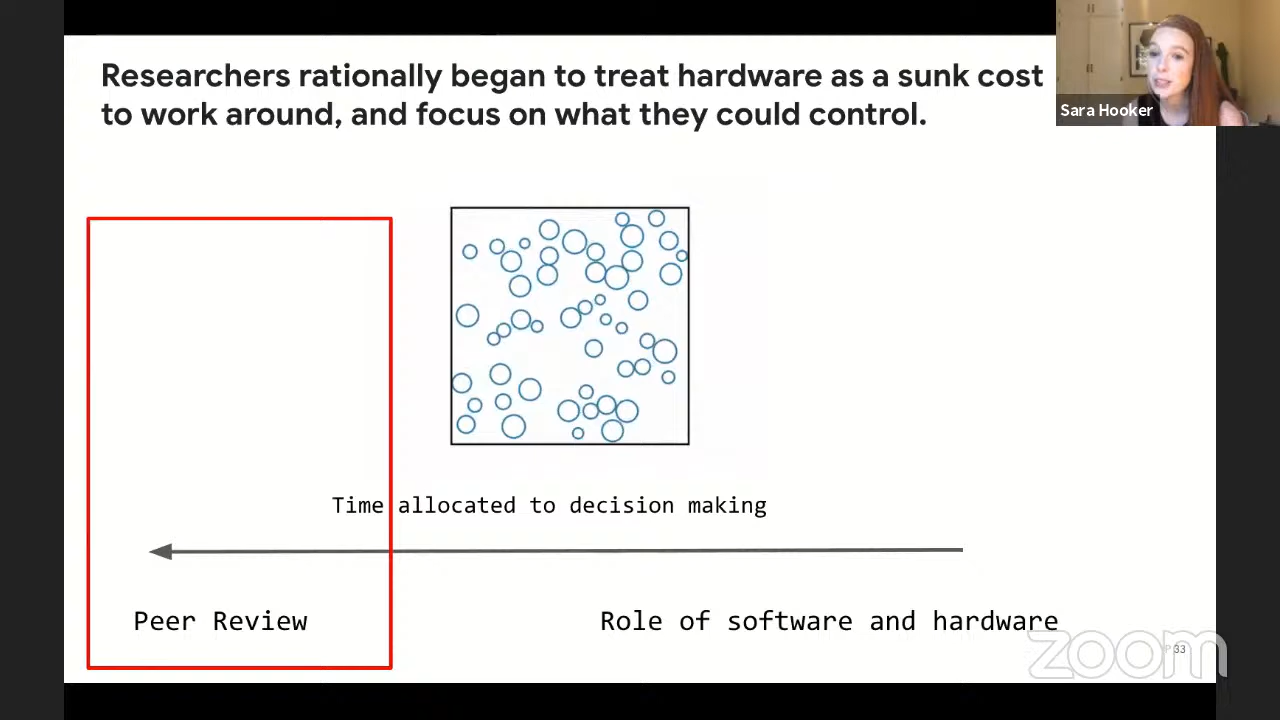 Researchers rationally began to treat hardware as a sunk cost
to work around, and focus on what they could control.
Sara Hooker
Time allocated to decision making
Peer Review
Role of software and hardware
zoom
33